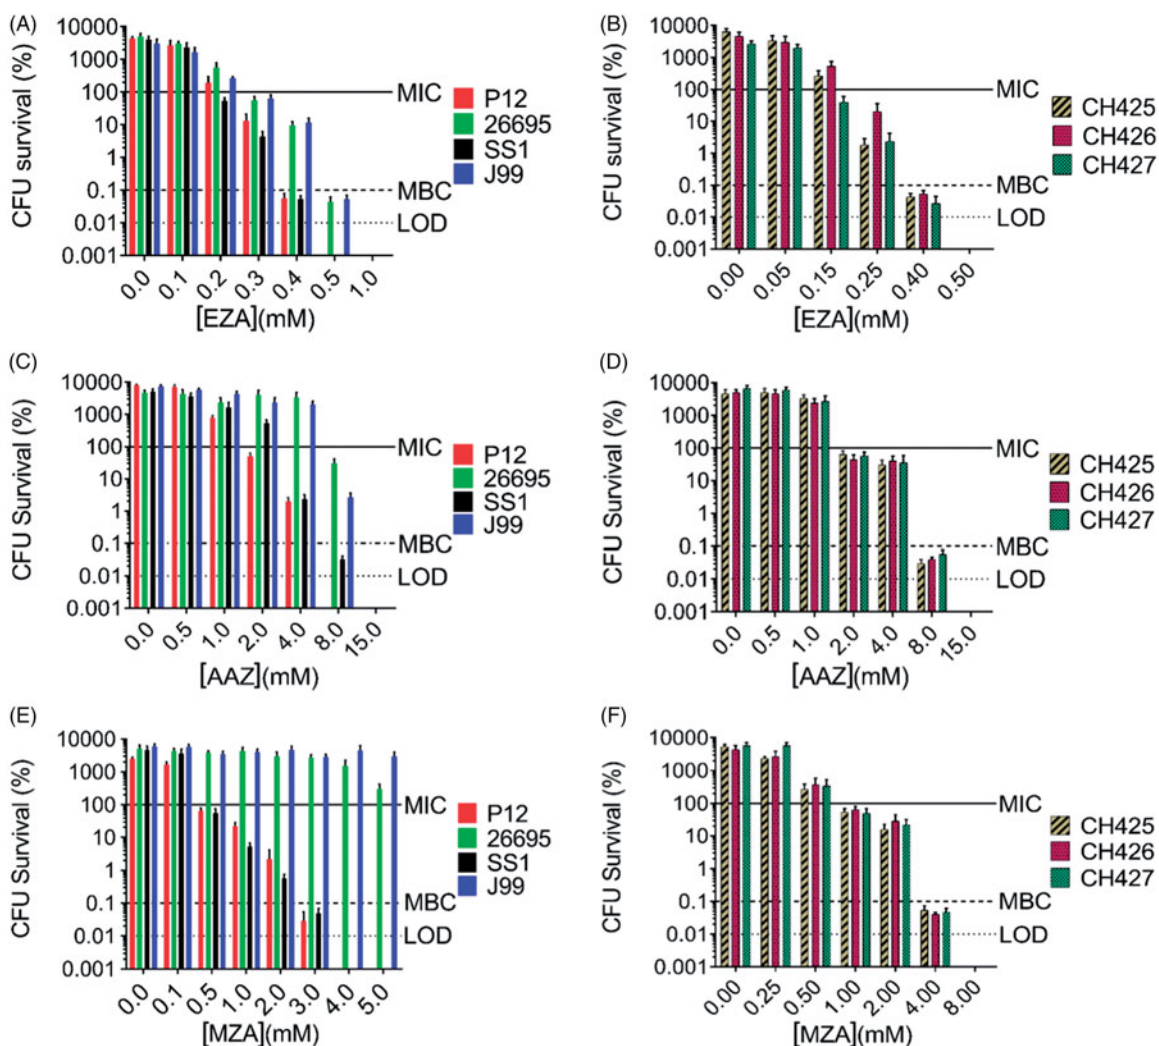 (A)
CFU survival (%)
10000
1000
100
10
1
0.1
0.01
0.001
MIC
MBC
LOD
P12
26695
SS1
J99
0.0 0.1 0.2 0.3 0.4 0.5 1.0
[EZA](mM)
(B)
CFU survival (%)
10000
1000
100
10
1
0.1
0.01
0.001
MIC
MBC
LOD
CH425
CH426
CH427
0.00 0.05 0.15 0.25 0.40 0.50
[EZA](mM)
(C)
CFU Survival (%)
10000
1000
100
10
1
0.1
0.01
0.001
MIC
MBC
LOD
P12
26695
SS1
J99
0.0 0.5 1.0 2.0 4.0 8.0 15.0
[AAZ](mM)
(D)
CFU Survival (%)
10000
1000
100
10
1
0.1
0.01
0.001
MIC
MBC
LOD
CH425
CH426
CH427
0.0 0.5 1.0 2.0 4.0 8.0 15.0
[AAZ](mM)
(E)
CFU Survival (%)
10000
1000
100
10
1
0.1
0.01
0.001
MIC
MBC
LOD
P12
26695
SS1
J99
0.0 0.1 0.5 1.0 2.0 3.0 4.0 5.0
[MZA](mM)
(F)
CFU Survival (%)
10000
1000
100
10
1
0.1
0.01
0.001
MIC
MBC
LOD
CH425
CH426
CH427
0.00 0.25 0.50 1.00 2.00 4.00 8.00
[MZA](mM)